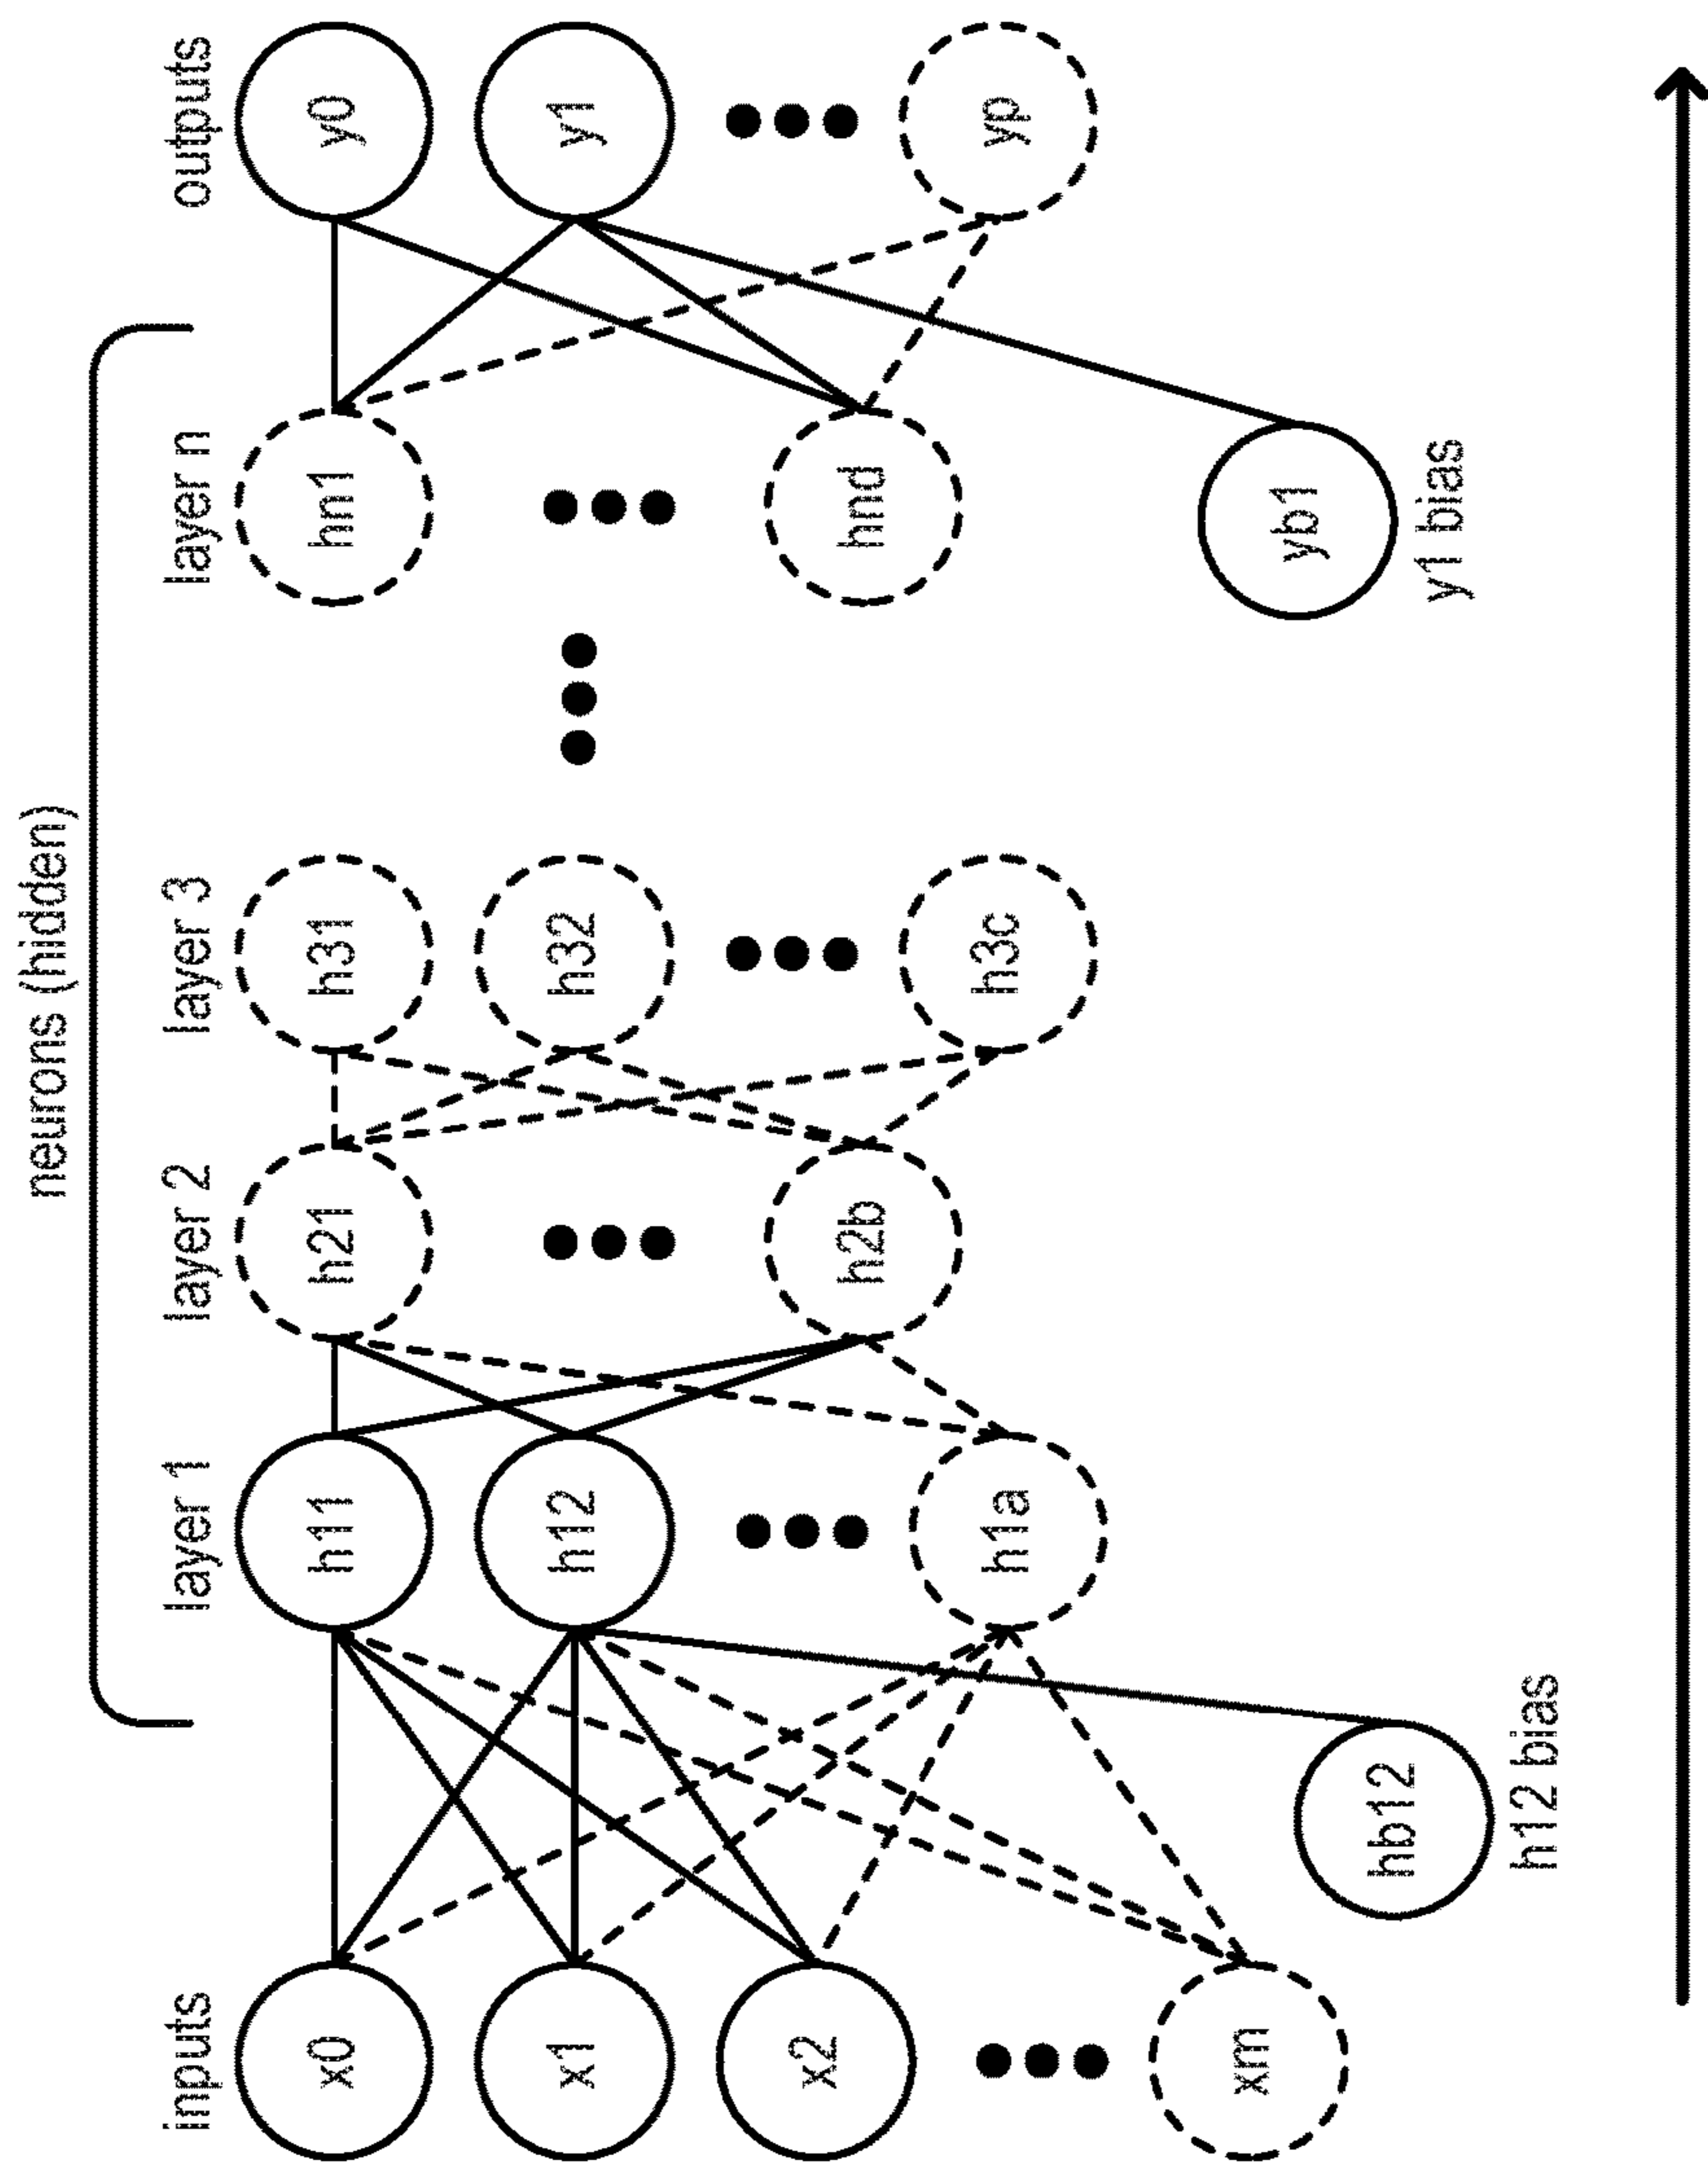 neurons (hidden)
inputs
layer 1
layer 2
layer 3
layer n
outputs
x0
h11
h21
h31
hn1
y0
x1
h12
h32
y1
x2
h2b
hnd
h1a
h3c
yp
xm
hb12
h12 bias
yb1
y1 bias